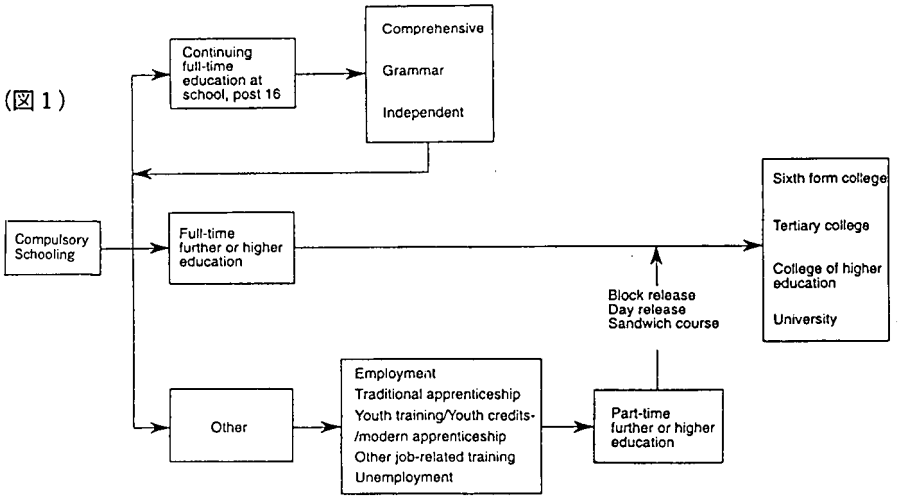 (図1)
Continuing
full-time
education at
school, post 16
Comprehensive
Grammar
Independent
Compulsory
Schooling
Full-time
further or higher
education
Sixth form college
Tertiary college
College of higher
education
University
Block release
Day release
Sandwich course
Other
Employment
Traditional apprenticeship
Youth training/Youth credits-
/modern apprenticeship
Other job-related training
Unemployment
Part-time
further or higher
education